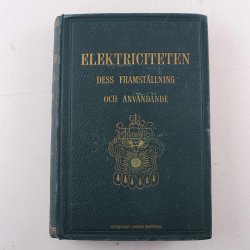 ELEKTRICITETEN
DESS FRAMSTÄLLNING
OCH ANVÄNDANDE